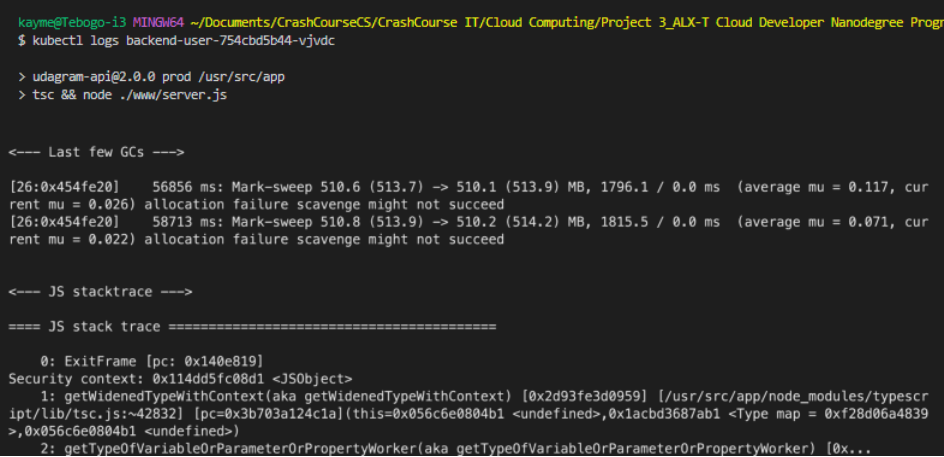 kayme@Tebogo-i3 MINGW64 ~/Documents/CrashCourseCS/CrashCourse IT/Cloud Computing/Project 3_ALX-T Cloud Developer Nanodegree Progr
$ kubectl logs backend-user-754cbd5b44-vjvdc
> udagram-api@2.0.0 prod /usr/src/app
> tsc && node ./www/server.js
<--- Last few GCs --->
[26:0x454fe20]    56856 ms: Mark-sweep 510.6 (513.7) -> 510.1 (513.9) MB, 1796.1 / 0.0 ms  (average mu = 0.117, cur
rent mu = 0.026) allocation failure scavenge might not succeed
[26:0x454fe20]    58713 ms: Mark-sweep 510.8 (513.9) -> 510.2 (514.2) MB, 1815.5 / 0.0 ms  (average mu = 0.071, cur
rent mu = 0.022) allocation failure scavenge might not succeed
<--- JS stacktrace --->
==== JS stack trace =========================================
0: ExitFrame [pc: 0x140e819]
Security context: 0x114dd5fc08d1 <JSObject>
1: getWidenedTypeWithContext(aka getWidenedTypeWithContext) [0x2d93fe3d0959] [/usr/src/app/node_modules/typescr
ipt/lib/tsc.js:~42832] [pc=0x3b703a124c1a](this=0x056c6e0804b1 <undefined>,0x1acbd3687ab1 <Type map = 0xf28d06a4839
>,0x056c6e0804b1 <undefined>)
2: getTypeOfVariableOrParameterOrPropertyWorker(aka getTypeOfVariableOrParameterOrPropertyWorker) [0x...